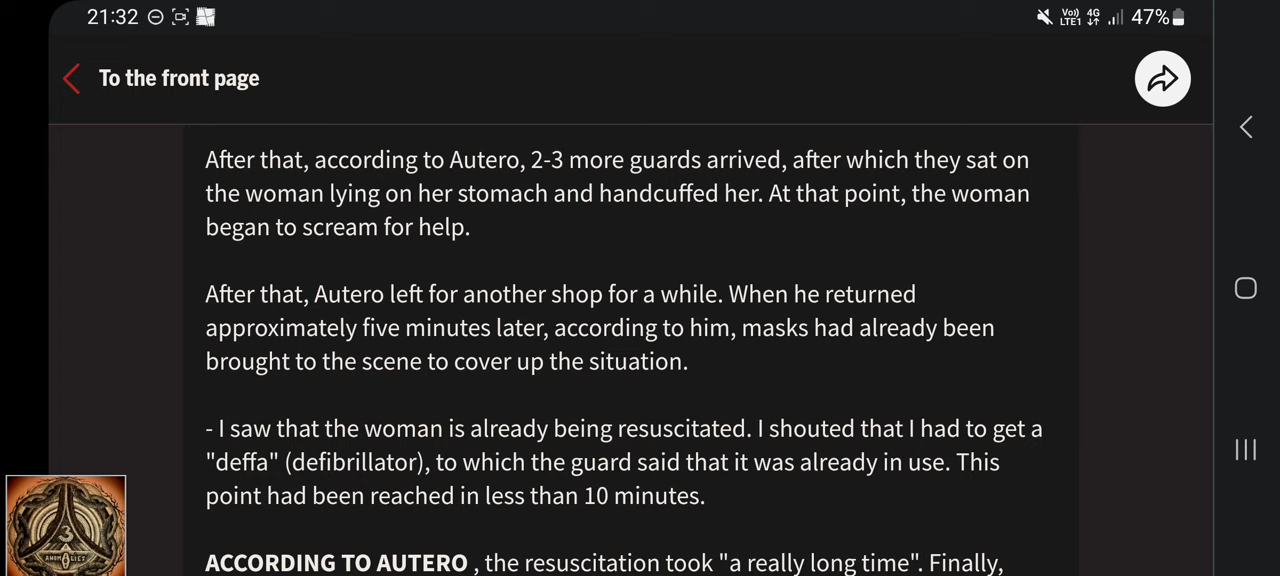 21:32
Vo)) 4G
LTE1
47%
To the front page
After that, according to Autero, 2-3 more guards arrived, after which they sat on
the woman lying on her stomach and handcuffed her. At that point, the woman
began to scream for help.
After that, Autero left for another shop for a while. When he returned
approximately five minutes later, according to him, masks had already been
brought to the scene to cover up the situation.
- I saw that the woman is already being resuscitated. I shouted that I had to get a
"deffa" (defibrillator), to which the guard said that it was already in use. This
point had been reached in less than 10 minutes.
ACCORDING TO AUTERO , the resuscitation took "a really long time". Finally,
3
ANOMALIES